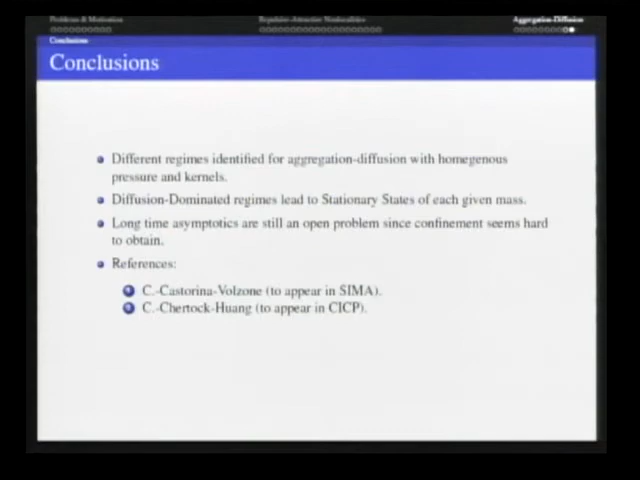 Problems & Motivation
Repulsive-Attractive Nonlocalities
Aggregation-Diffusion
Conclusions
Conclusions
Different regimes identified for aggregation-diffusion with homegenous
pressure and kernels.
Diffusion-Dominated regimes lead to Stationary States of each given mass.
Long time asymptotics are still an open problem since confinement seems hard
to obtain.
References:
1 C.-Castorina-Volzone (to appear in SIMA).
2 C.-Chertock-Huang (to appear in CICP).